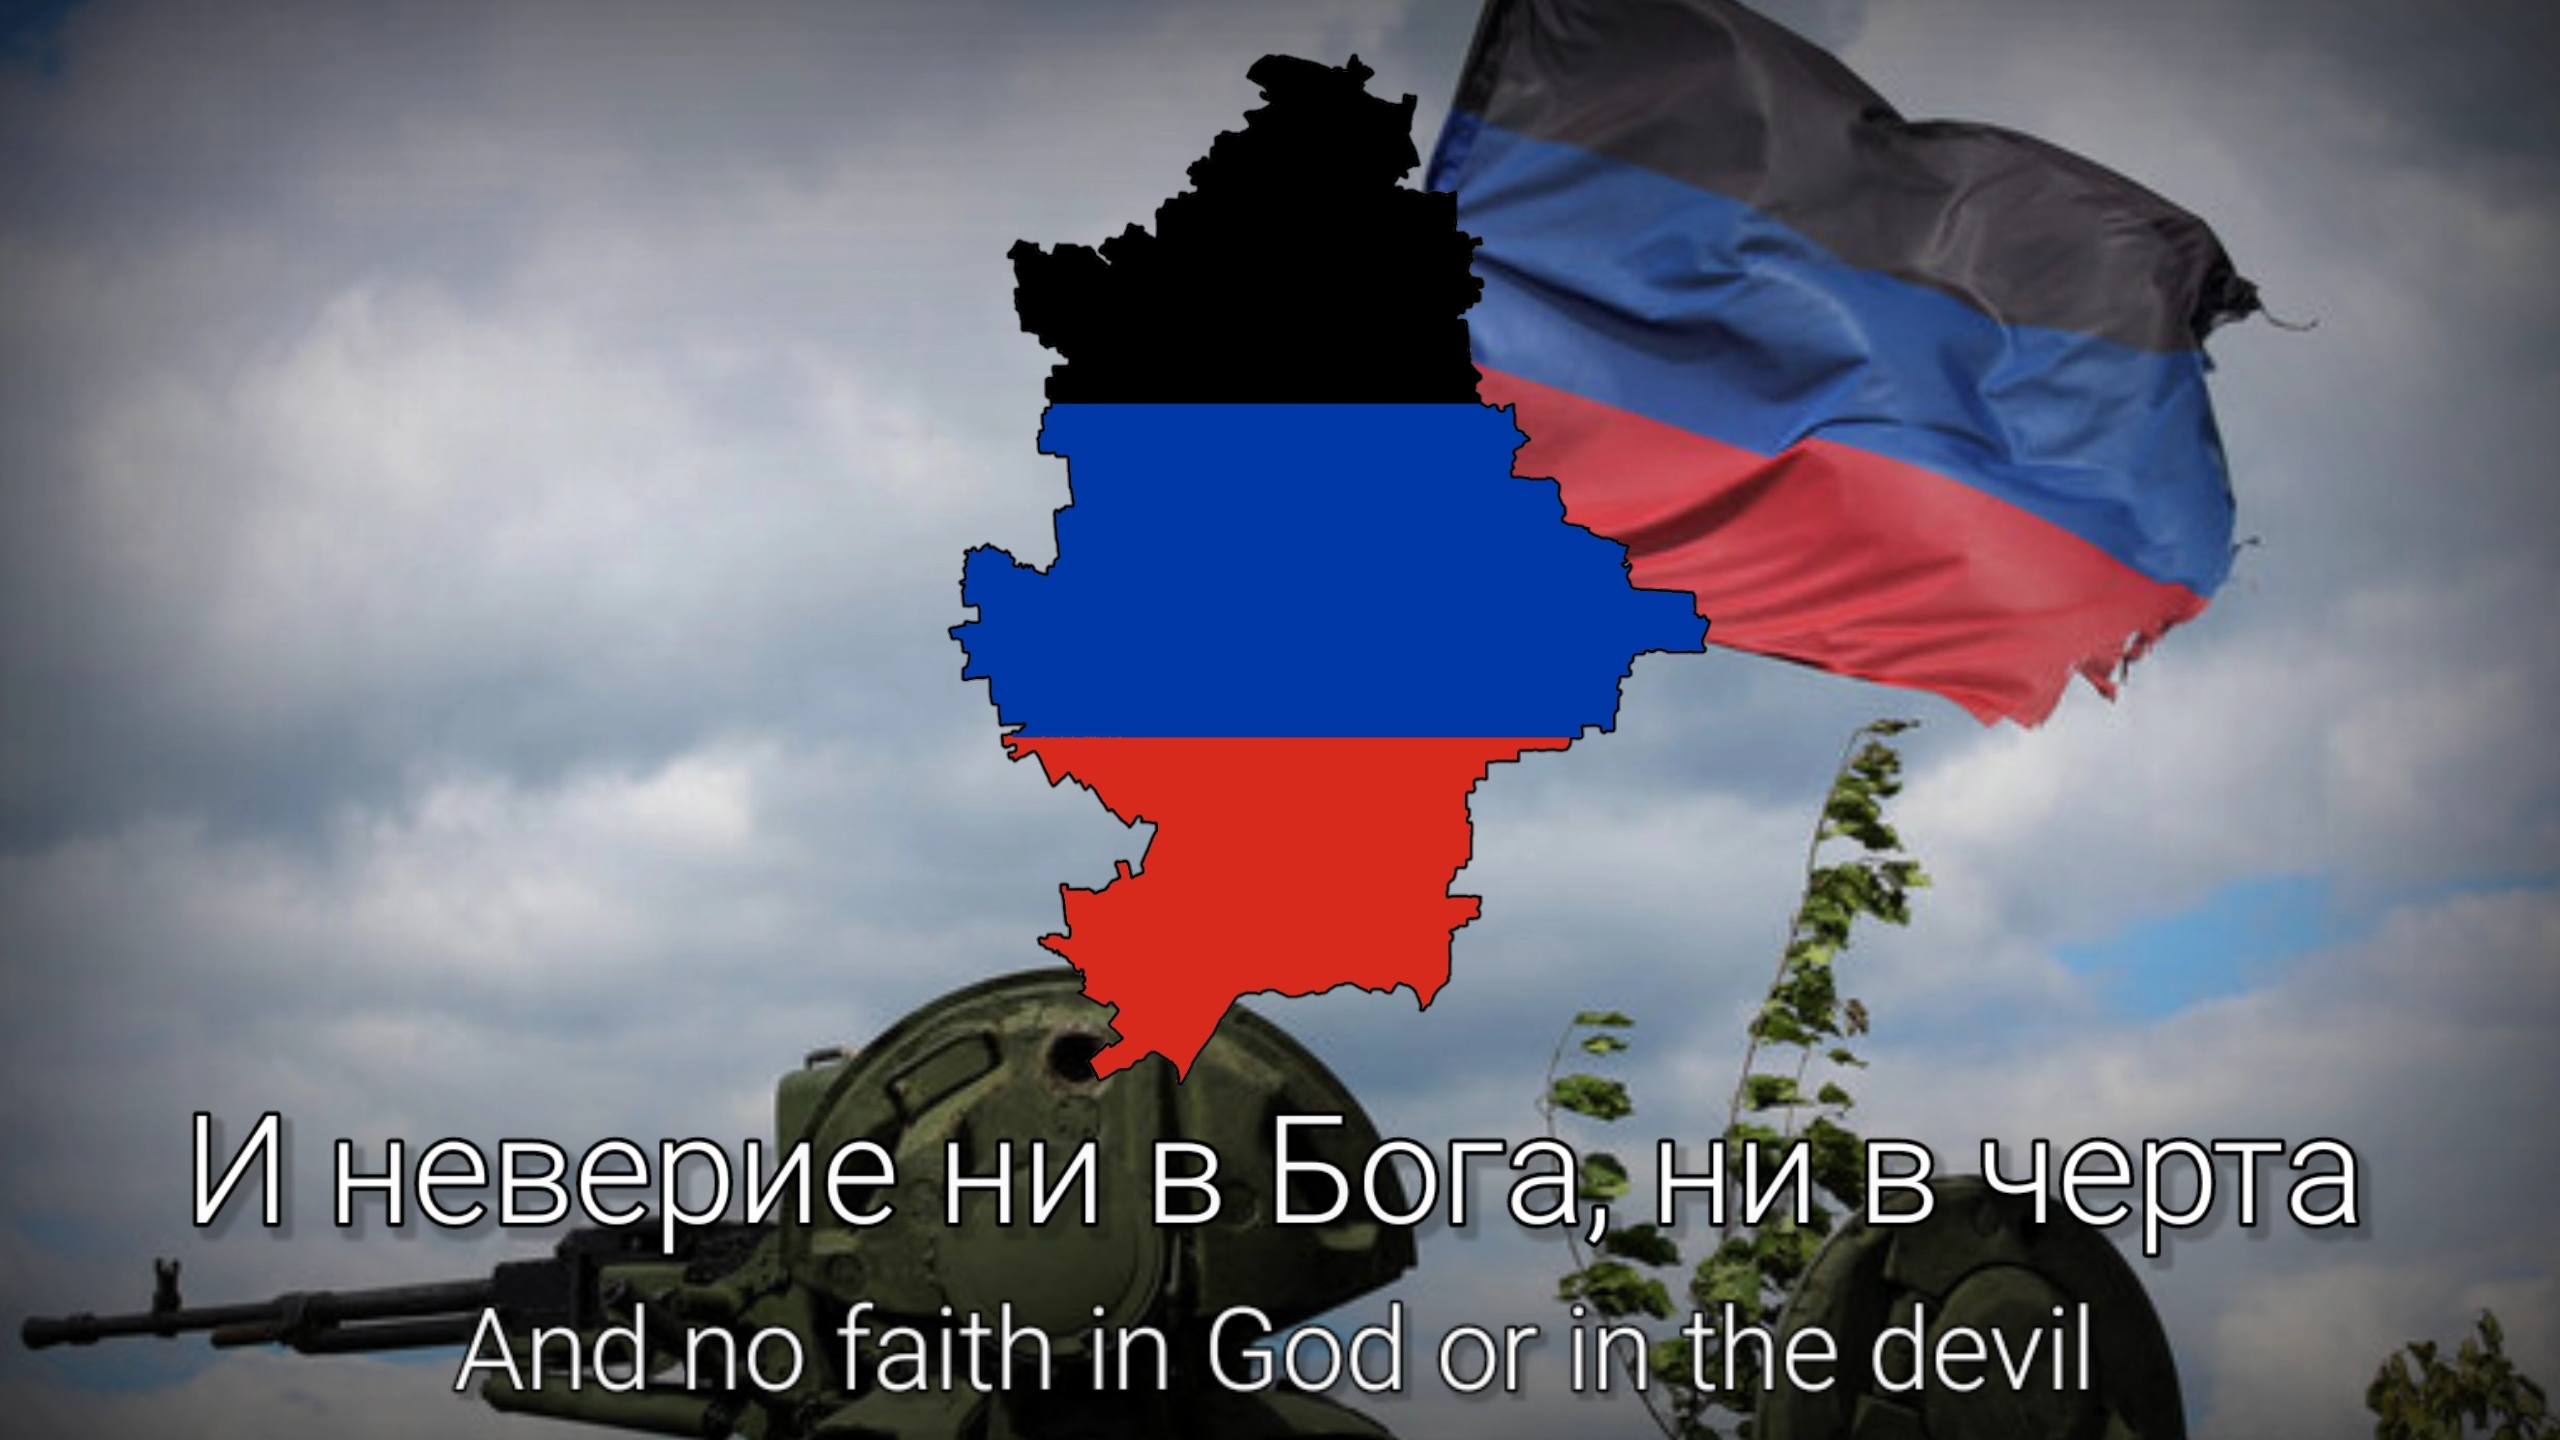 И неверие ни в Бога, ни в черта
And no faith in God or in the devil